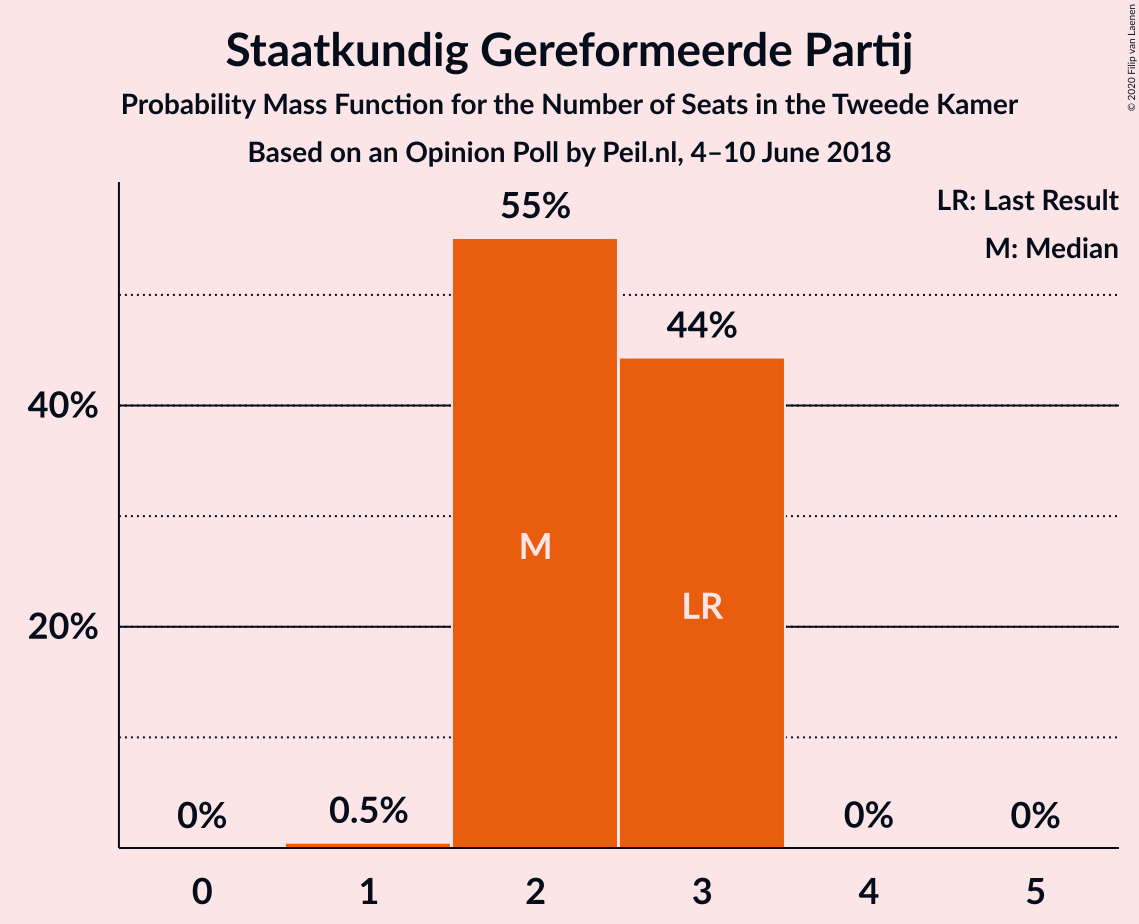 Staatkundig Gereformeerde Partij
Probability Mass Function for the Number of Seats in the Tweede Kamer
Based on an Opinion Poll by Peil.nl, 4–10 June 2018
© 2020 Filip van Laenen
LR: Last Result
M: Median
55%
44%
40%
M
LR
20%
0%
0.5%
0%
0%
0 1 2 3 4 5